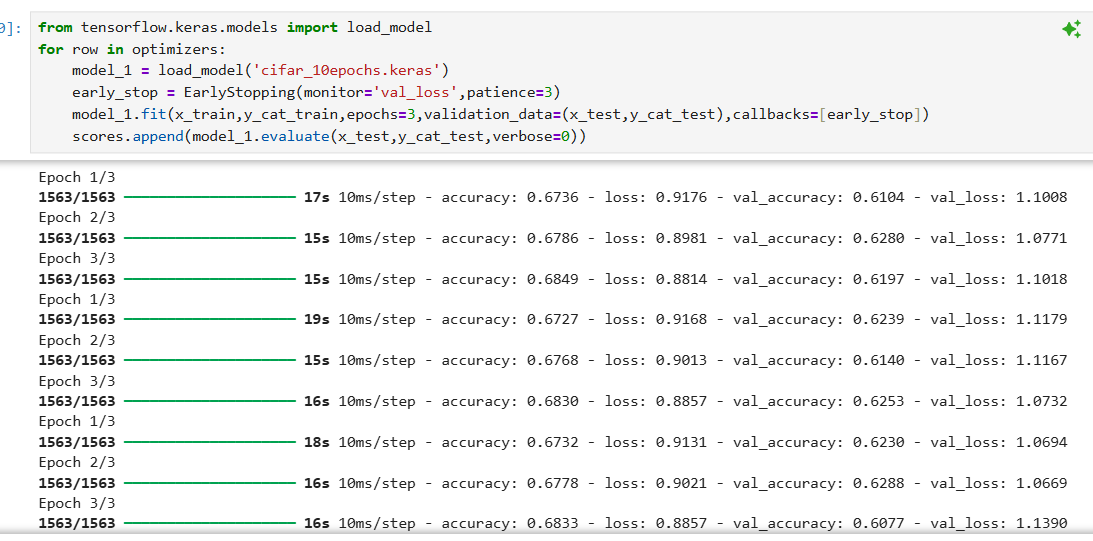 0]: from tensorflow.keras.models import load_model
for row in optimizers:
    model_1 = load_model('cifar_10epochs.keras')
    early_stop = EarlyStopping(monitor='val_loss',patience=3)
    model_1.fit(x_train,y_cat_train,epochs=3,validation_data=(x_test,y_cat_test),callbacks=[early_stop])
    scores.append(model_1.evaluate(x_test,y_cat_test,verbose=0))
Epoch 1/3
1563/1563 ━━━━━━━━━━━━━━━━━━━━ 17s 10ms/step - accuracy: 0.6736 - loss: 0.9176 - val_accuracy: 0.6104 - val_loss: 1.1008
Epoch 2/3
1563/1563 ━━━━━━━━━━━━━━━━━━━━ 15s 10ms/step - accuracy: 0.6786 - loss: 0.8981 - val_accuracy: 0.6280 - val_loss: 1.0771
Epoch 3/3
1563/1563 ━━━━━━━━━━━━━━━━━━━━ 15s 10ms/step - accuracy: 0.6849 - loss: 0.8814 - val_accuracy: 0.6197 - val_loss: 1.1018
Epoch 1/3
1563/1563 ━━━━━━━━━━━━━━━━━━━━ 19s 10ms/step - accuracy: 0.6727 - loss: 0.9168 - val_accuracy: 0.6239 - val_loss: 1.1179
Epoch 2/3
1563/1563 ━━━━━━━━━━━━━━━━━━━━ 15s 10ms/step - accuracy: 0.6768 - loss: 0.9013 - val_accuracy: 0.6140 - val_loss: 1.1167
Epoch 3/3
1563/1563 ━━━━━━━━━━━━━━━━━━━━ 16s 10ms/step - accuracy: 0.6830 - loss: 0.8857 - val_accuracy: 0.6253 - val_loss: 1.0732
Epoch 1/3
1563/1563 ━━━━━━━━━━━━━━━━━━━━ 18s 10ms/step - accuracy: 0.6732 - loss: 0.9131 - val_accuracy: 0.6230 - val_loss: 1.0694
Epoch 2/3
1563/1563 ━━━━━━━━━━━━━━━━━━━━ 16s 10ms/step - accuracy: 0.6778 - loss: 0.9021 - val_accuracy: 0.6288 - val_loss: 1.0669
Epoch 3/3
1563/1563 ━━━━━━━━━━━━━━━━━━━━ 16s 10ms/step - accuracy: 0.6833 - loss: 0.8857 - val_accuracy: 0.6077 - val_loss: 1.1390